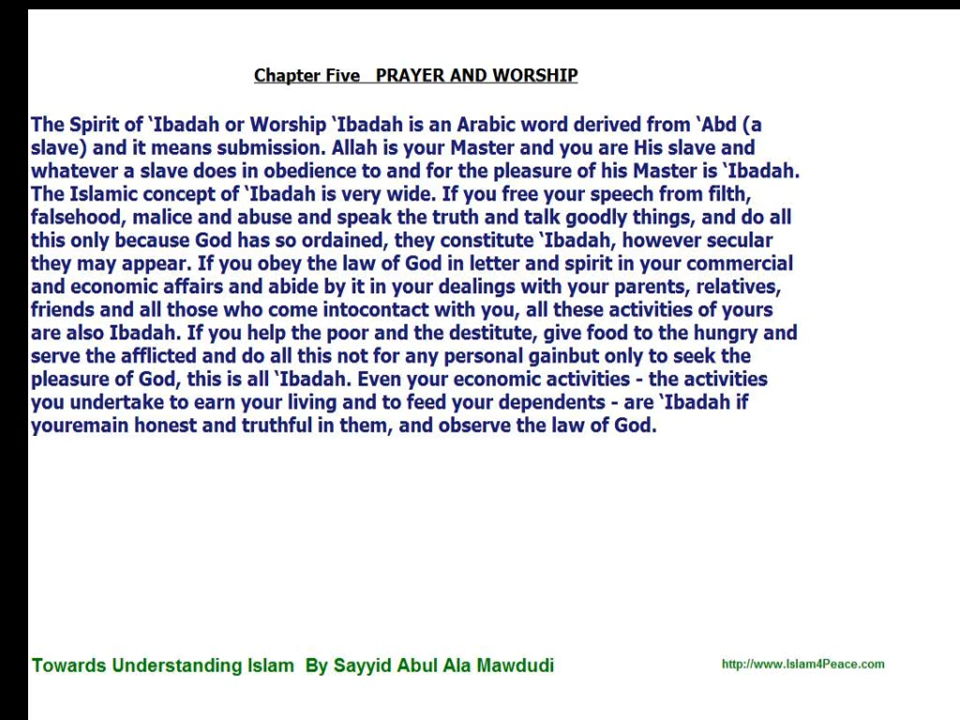 Chapter Five   PRAYER AND WORSHIP
The Spirit of ‘Ibadah or Worship ‘Ibadah is an Arabic word derived from ‘Abd (a
slave) and it means submission. Allah is your Master and you are His slave and
whatever a slave does in obedience to and for the pleasure of his Master is ‘Ibadah.
The Islamic concept of ‘Ibadah is very wide. If you free your speech from filth,
falsehood, malice and abuse and speak the truth and talk goodly things, and do all
this only because God has so ordained, they constitute ‘Ibadah, however secular
they may appear. If you obey the law of God in letter and spirit in your commercial
and economic affairs and abide by it in your dealings with your parents, relatives,
friends and all those who come intocontact with you, all these activities of yours
are also Ibadah. If you help the poor and the destitute, give food to the hungry and
serve the afflicted and do all this not for any personal gainbut only to seek the
pleasure of God, this is all ‘Ibadah. Even your economic activities - the activities
you undertake to earn your living and to feed your dependents - are ‘Ibadah if
youremain honest and truthful in them, and observe the law of God.
Towards Understanding Islam  By Sayyid Abul Ala Mawdudi
http://www.Islam4Peace.com